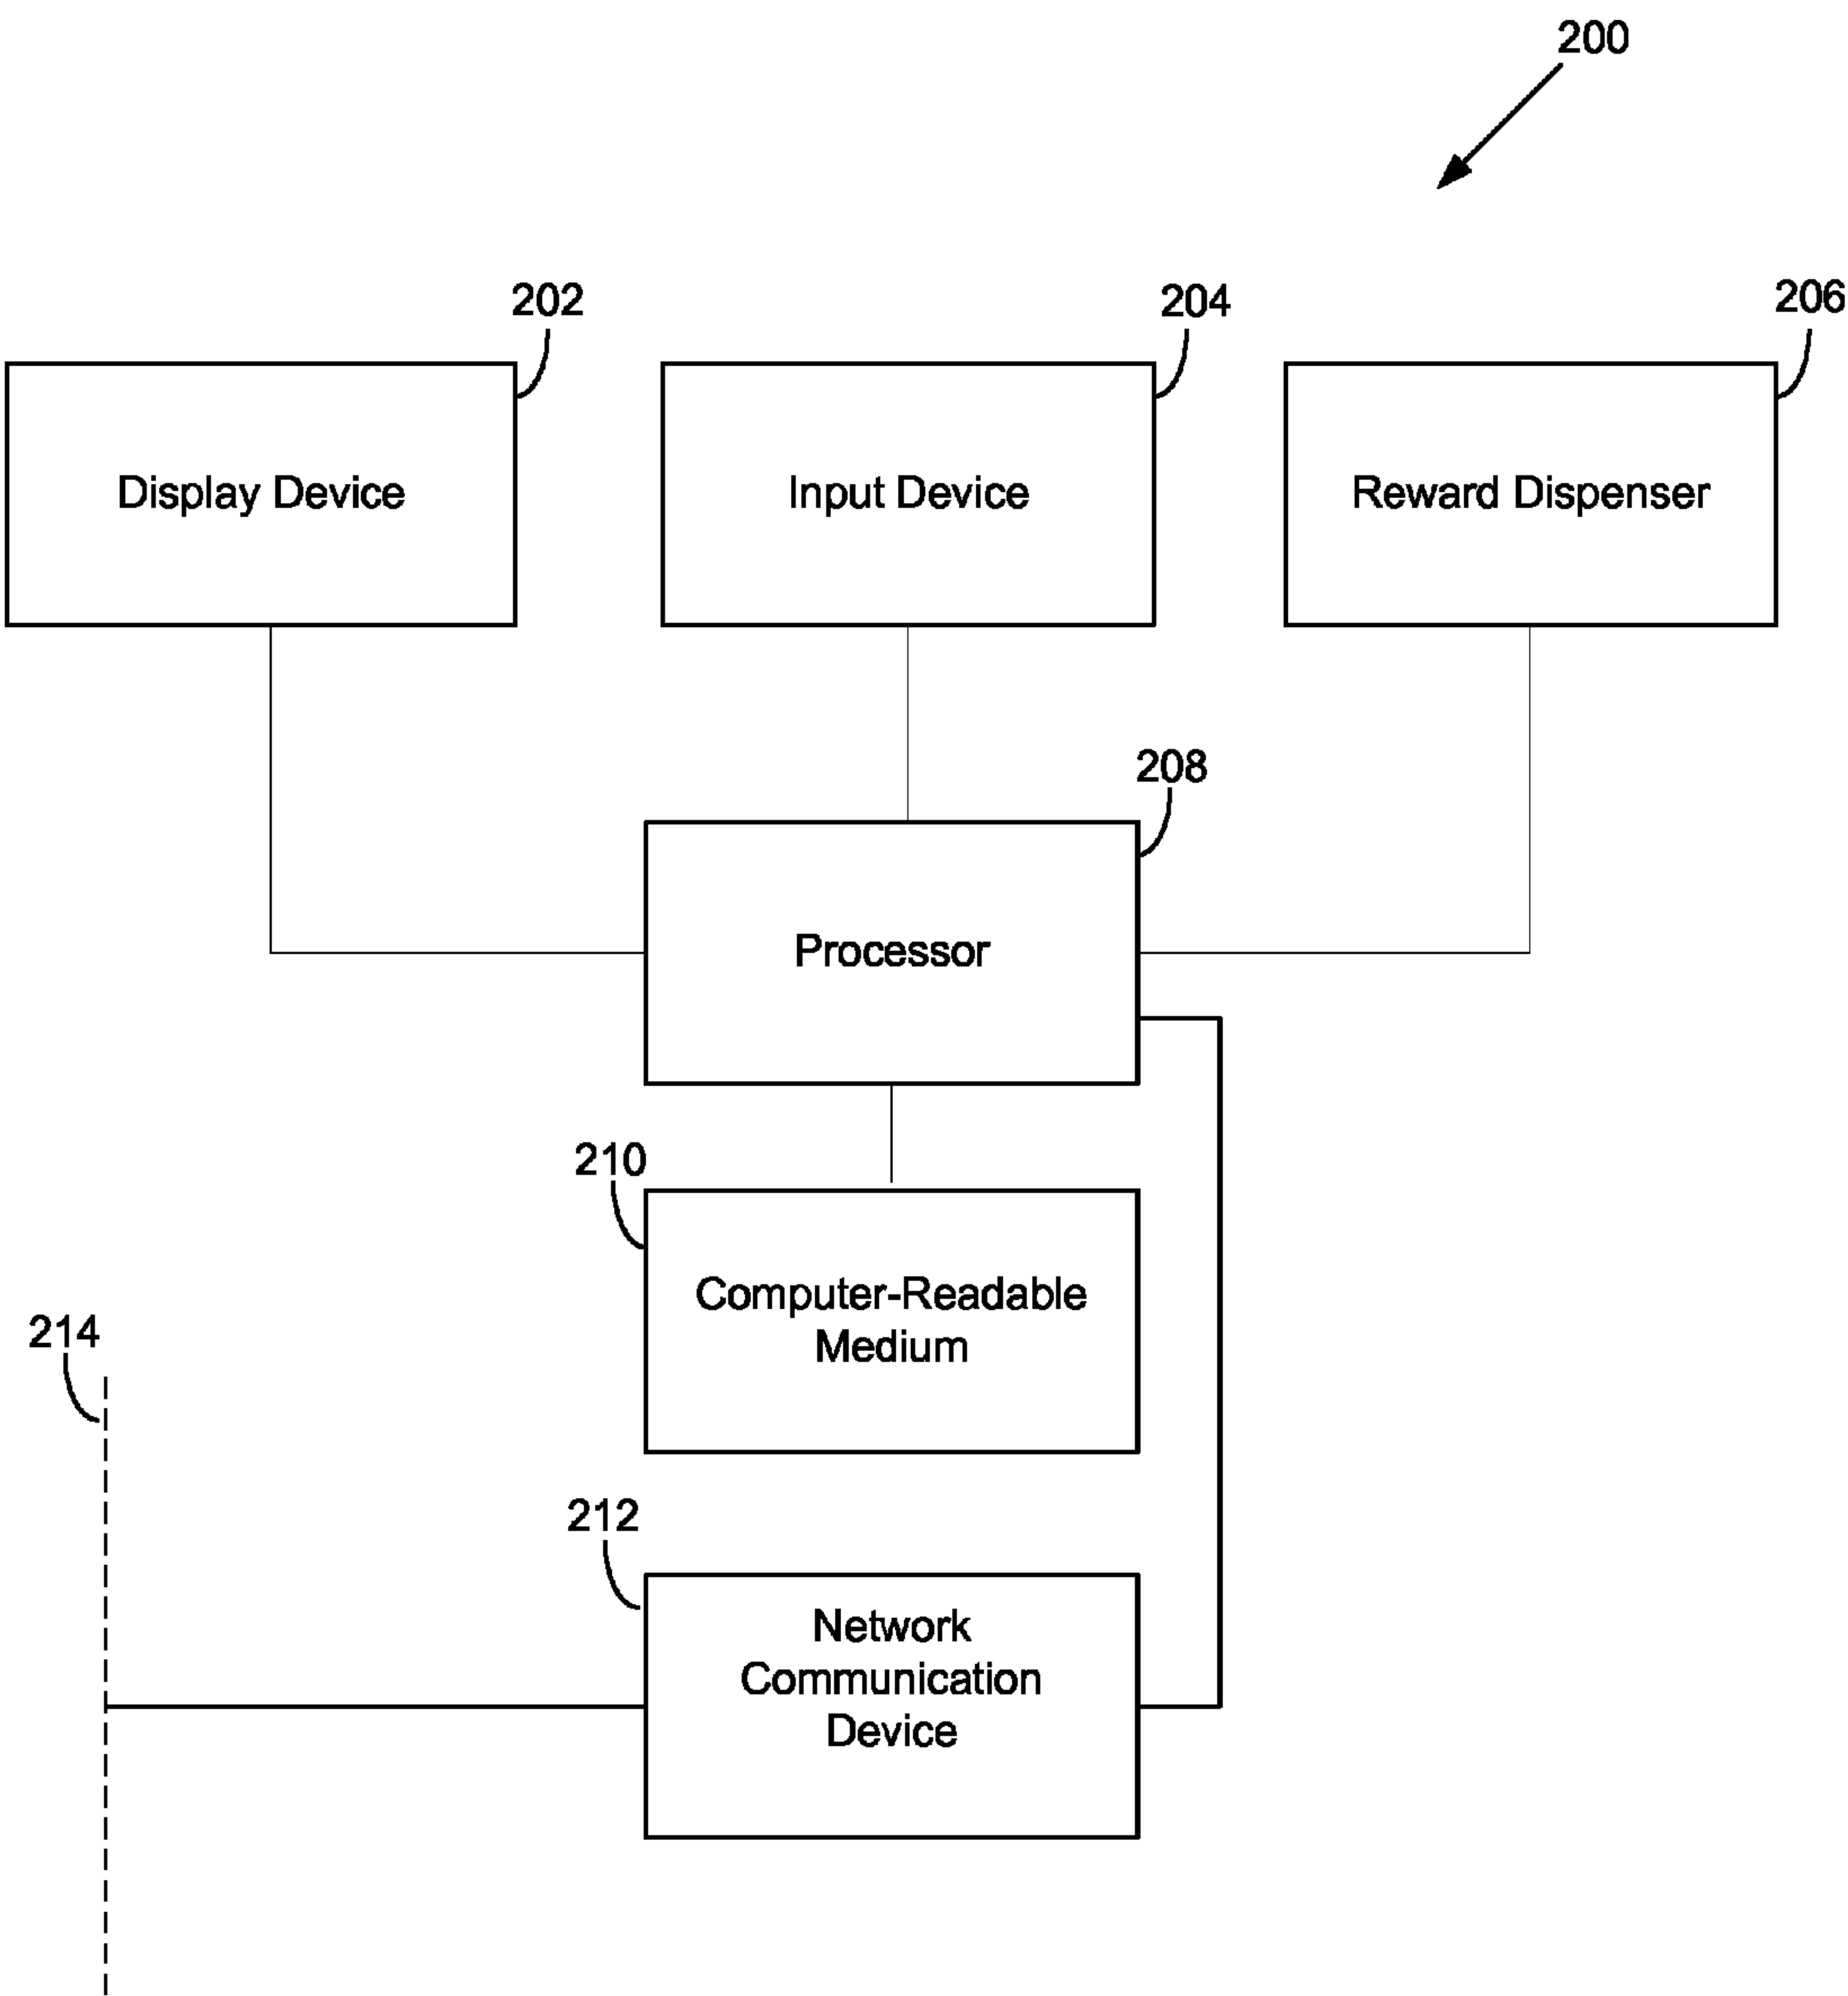 200
202
204
206
Display Device
Input Device
Reward Dispenser
208
Processor
210
Computer-Readable
Medium
214
212
Network
Communication
Device